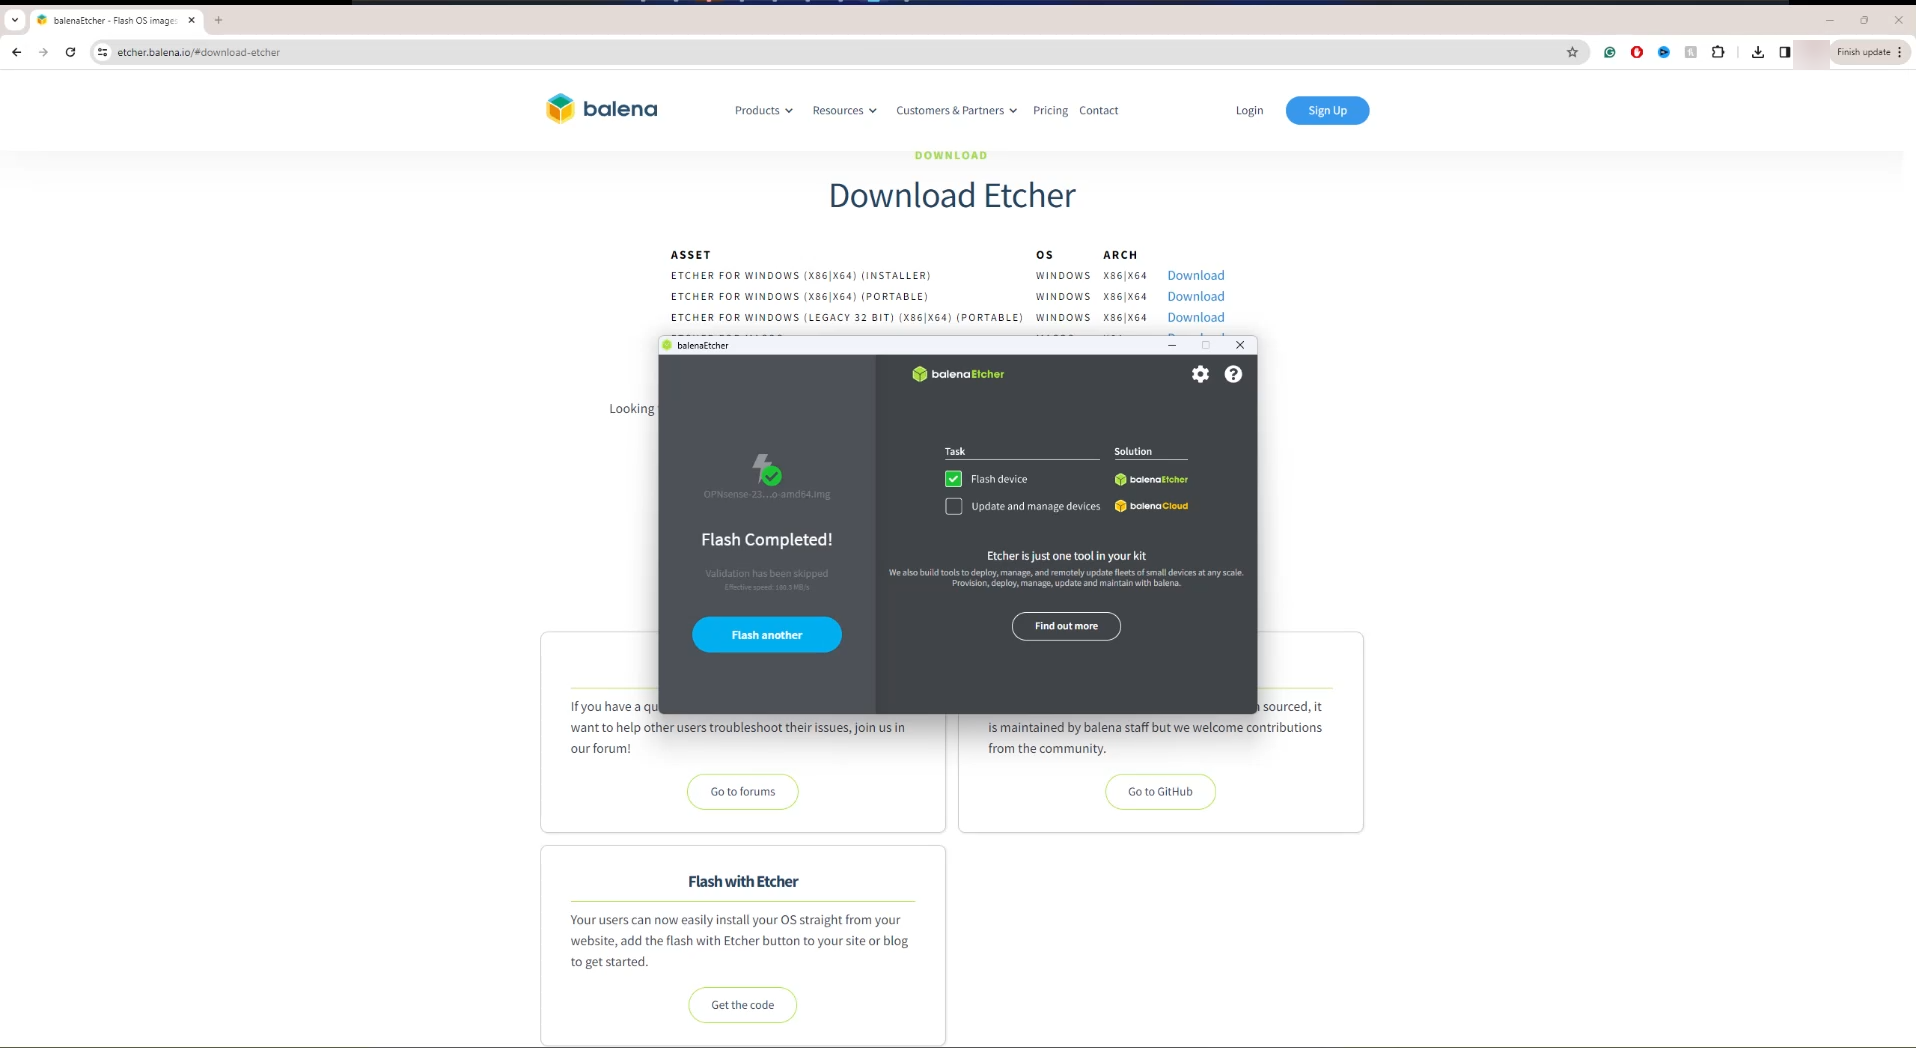 balenaEtcher - Flash OS images
etcher.balena.io/#download-etcher
Finish update
balena
Products
Resources
Customers & Partners
Pricing
Contact
Login
Sign Up
DOWNLOAD
Download Etcher
ASSET OS ARCH
ETCHER FOR WINDOWS (X86|X64) (INSTALLER) WINDOWS X86|X64 Download
ETCHER FOR WINDOWS (X86|X64) (PORTABLE) WINDOWS X86|X64 Download
ETCHER FOR WINDOWS (LEGACY 32 BIT) (X86|X64) (PORTABLE) WINDOWS X86|X64 Download
Looking
balenaEtcher
OPNsense-23...o-amd64.img
Flash Completed!
Validation has been skipped
Effective speed:
Flash another
balenaEtcher
Task Solution
Flash device balenaEtcher
Update and manage devices balenaCloud
Etcher is just one tool in your kit
We also build tools to deploy, manage, and remotely update fleets of small devices at any scale.
Provision, deploy, manage, update and maintain with balena.
Find out more
If you have a qu
want to help other users troubleshoot their issues, join us in
our forum!
Go to forums
sourced, it
is maintained by balena staff but we welcome contributions
from the community.
Go to GitHub
Flash with Etcher
Your users can now easily install your OS straight from your
website, add the flash with Etcher button to your site or blog
to get started.
Get the code